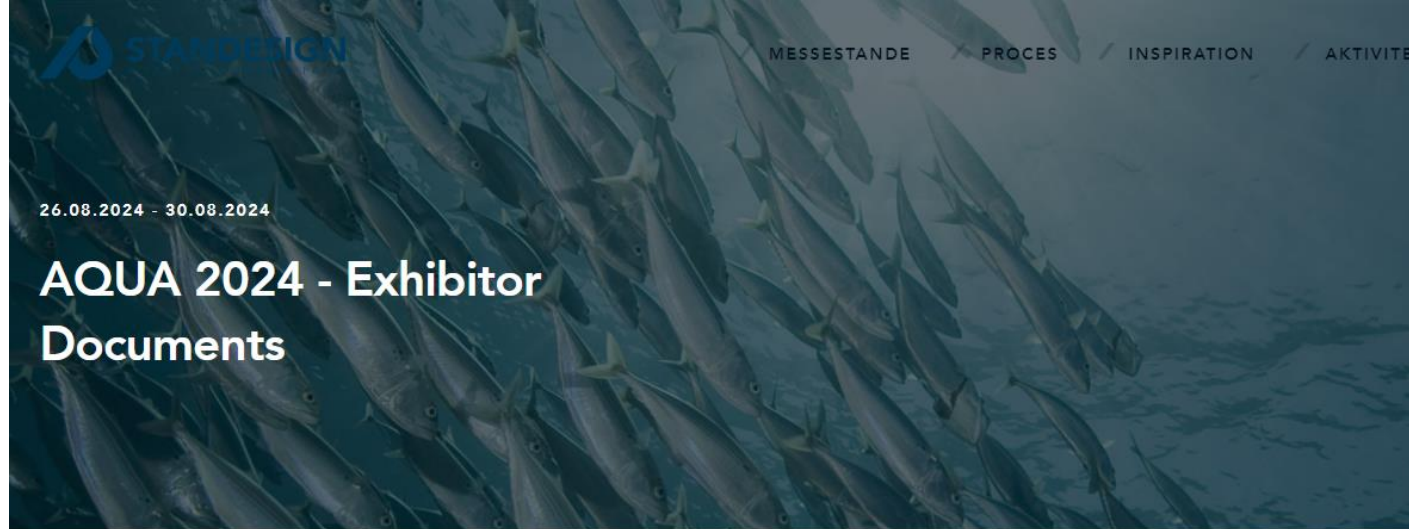 STANDESIGN
MESSESTANDE / PROCES / INSPIRATION / AKTIVITE
26.08.2024 - 30.08.2024
AQUA 2024 - Exhibitor
Documents